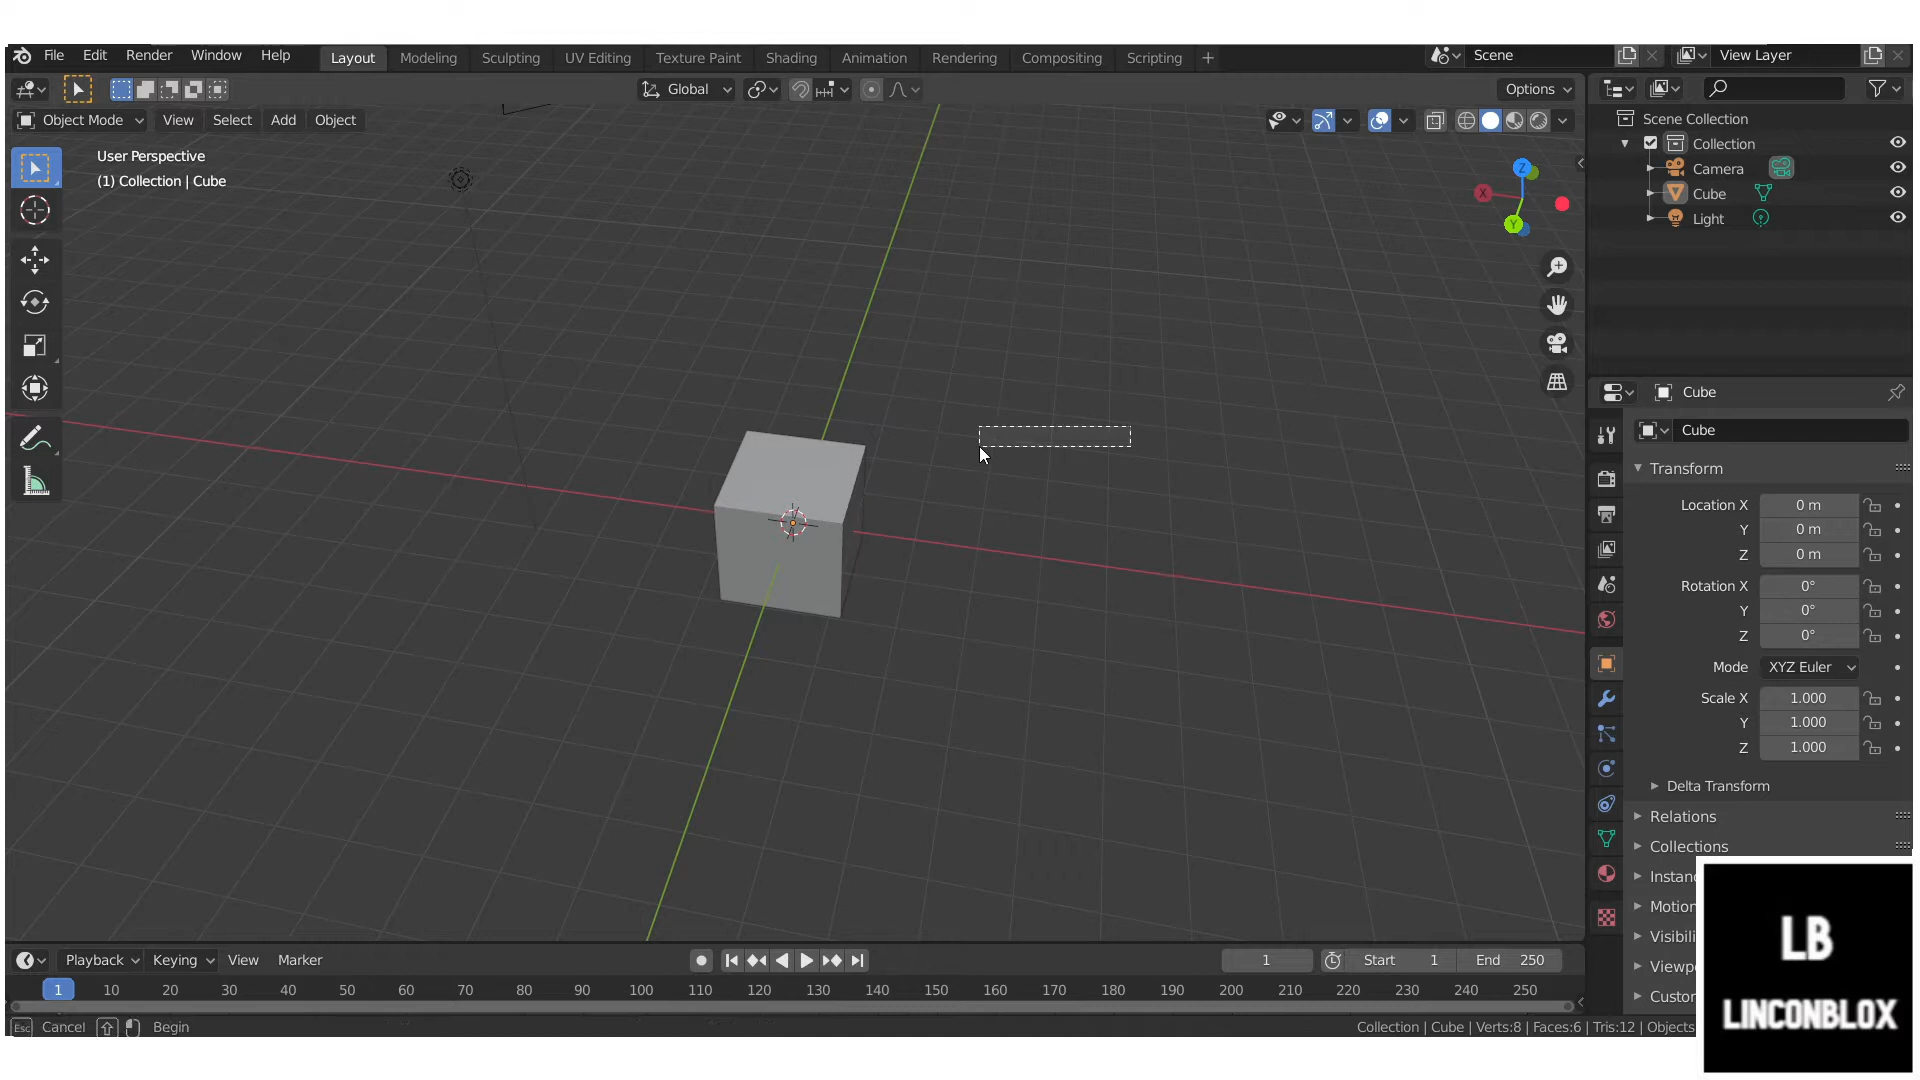 File Edit Render Window Help Layout Modeling Sculpting UV Editing Texture Paint Shading Animation Rendering Compositing Scripting + Scene View Layer
Global Options
Object Mode View Select Add Object
User Perspective
(1) Collection | Cube
Z
X
Y
Scene Collection
Collection
Camera
Cube
Light
Cube
Cube
Transform
Location X 0 m
Y 0 m
Z 0 m
Rotation X 0°
Y 0°
Z 0°
Mode XYZ Euler
Scale X 1.000
Y 1.000
Z 1.000
Delta Transform
Relations
Collections
Instanc
Motion
Visibili
Viewp
Custor
Playback Keying View Marker 1 Start 1 End 250
1 10 20 30 40 50 60 70 80 90 100 110 120 130 140 150 160 170 180 190 200 210 220 230 240 250
Esc Cancel Begin Collection | Cube | Verts:8 | Faces:6 | Tris:12 | Objects
LB
LINCONBLOX